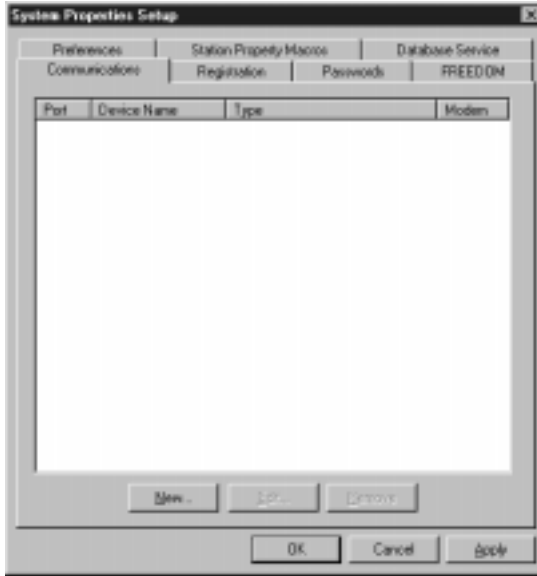 System Properties Setup
Preferences Station Property Macros Database Service
Communications Registration Passwords FREEDOM
Port Device Name Type Modem
New... Edit... Remove
OK Cancel Apply